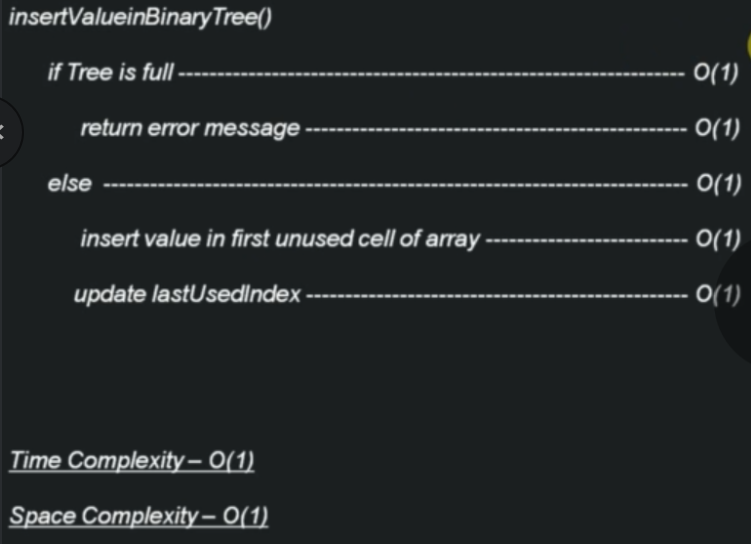 insertValueinBinaryTree()
if Tree is full ---------------------------------------------------------------- O(1)
return error message ------------------------------------------------ O(1)
else -------------------------------------------------------------------------- O(1)
insert value in first unused cell of array ------------------------- O(1)
update lastUsedIndex ------------------------------------------------ O(1)
Time Complexity – O(1)
Space Complexity – O(1)